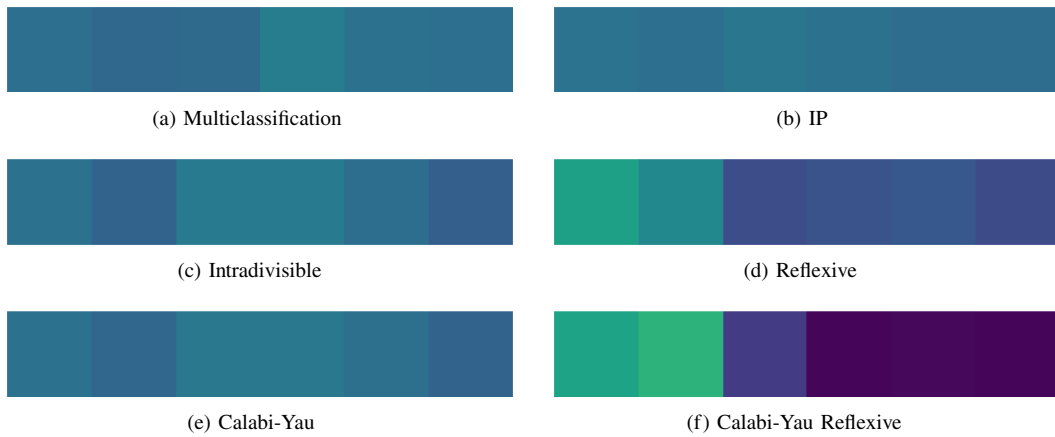 (a) Multiclassification
(b) IP
(c) Intradivisible
(d) Reflexive
(e) Calabi-Yau
(f) Calabi-Yau Reflexive